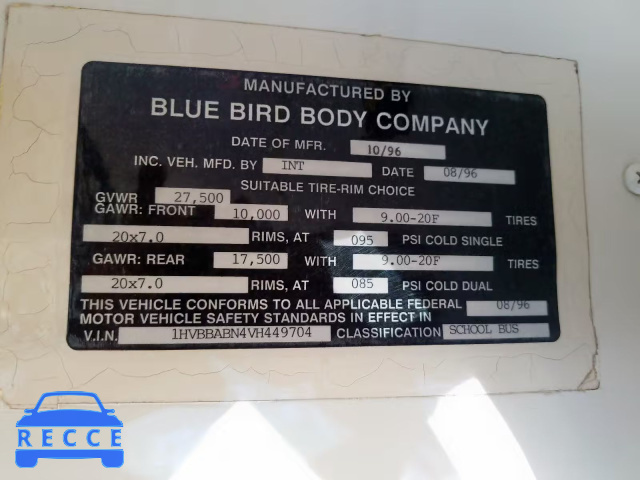 MANUFACTURED BY
BLUE BIRD BODY COMPANY
DATE OF MFR. 10/96
INC. VEH. MFD. BY INT DATE 08/96
SUITABLE TIRE-RIM CHOICE
GVWR 27,500
GAWR: FRONT 10,000 WITH 9.00-20F TIRES
20x7.0 RIMS, AT 095 PSI COLD SINGLE
GAWR: REAR 17,500 WITH 9.00-20F TIRES
20x7.0 RIMS, AT 085 PSI COLD DUAL
THIS VEHICLE CONFORMS TO ALL APPLICABLE FEDERAL 08/96
MOTOR VEHICLE SAFETY STANDARDS IN EFFECT IN
V.I.N. 1HVBBABN4VH449704 CLASSIFICATION SCHOOL BUS
RECCE